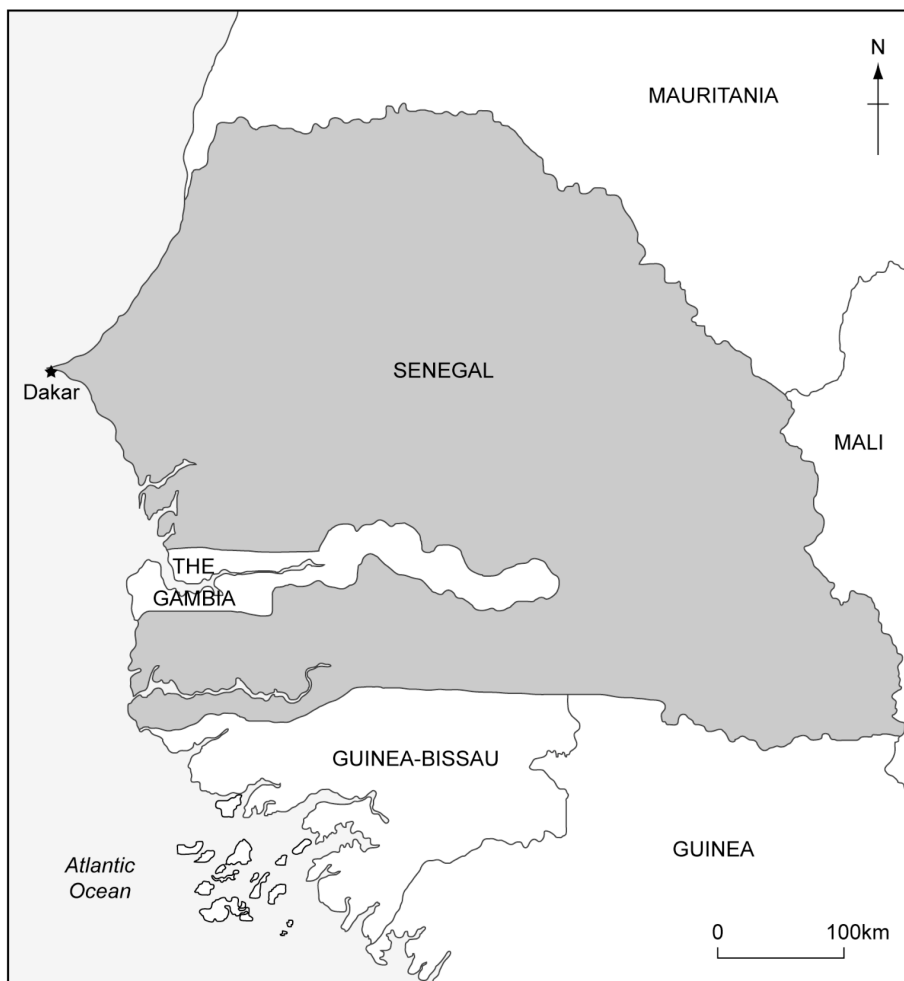 N
MAURITANIA
SENEGAL
Dakar
MALI
THE
GAMBIA
GUINEA-BISSAU
GUINEA
Atlantic
Ocean
0 100km